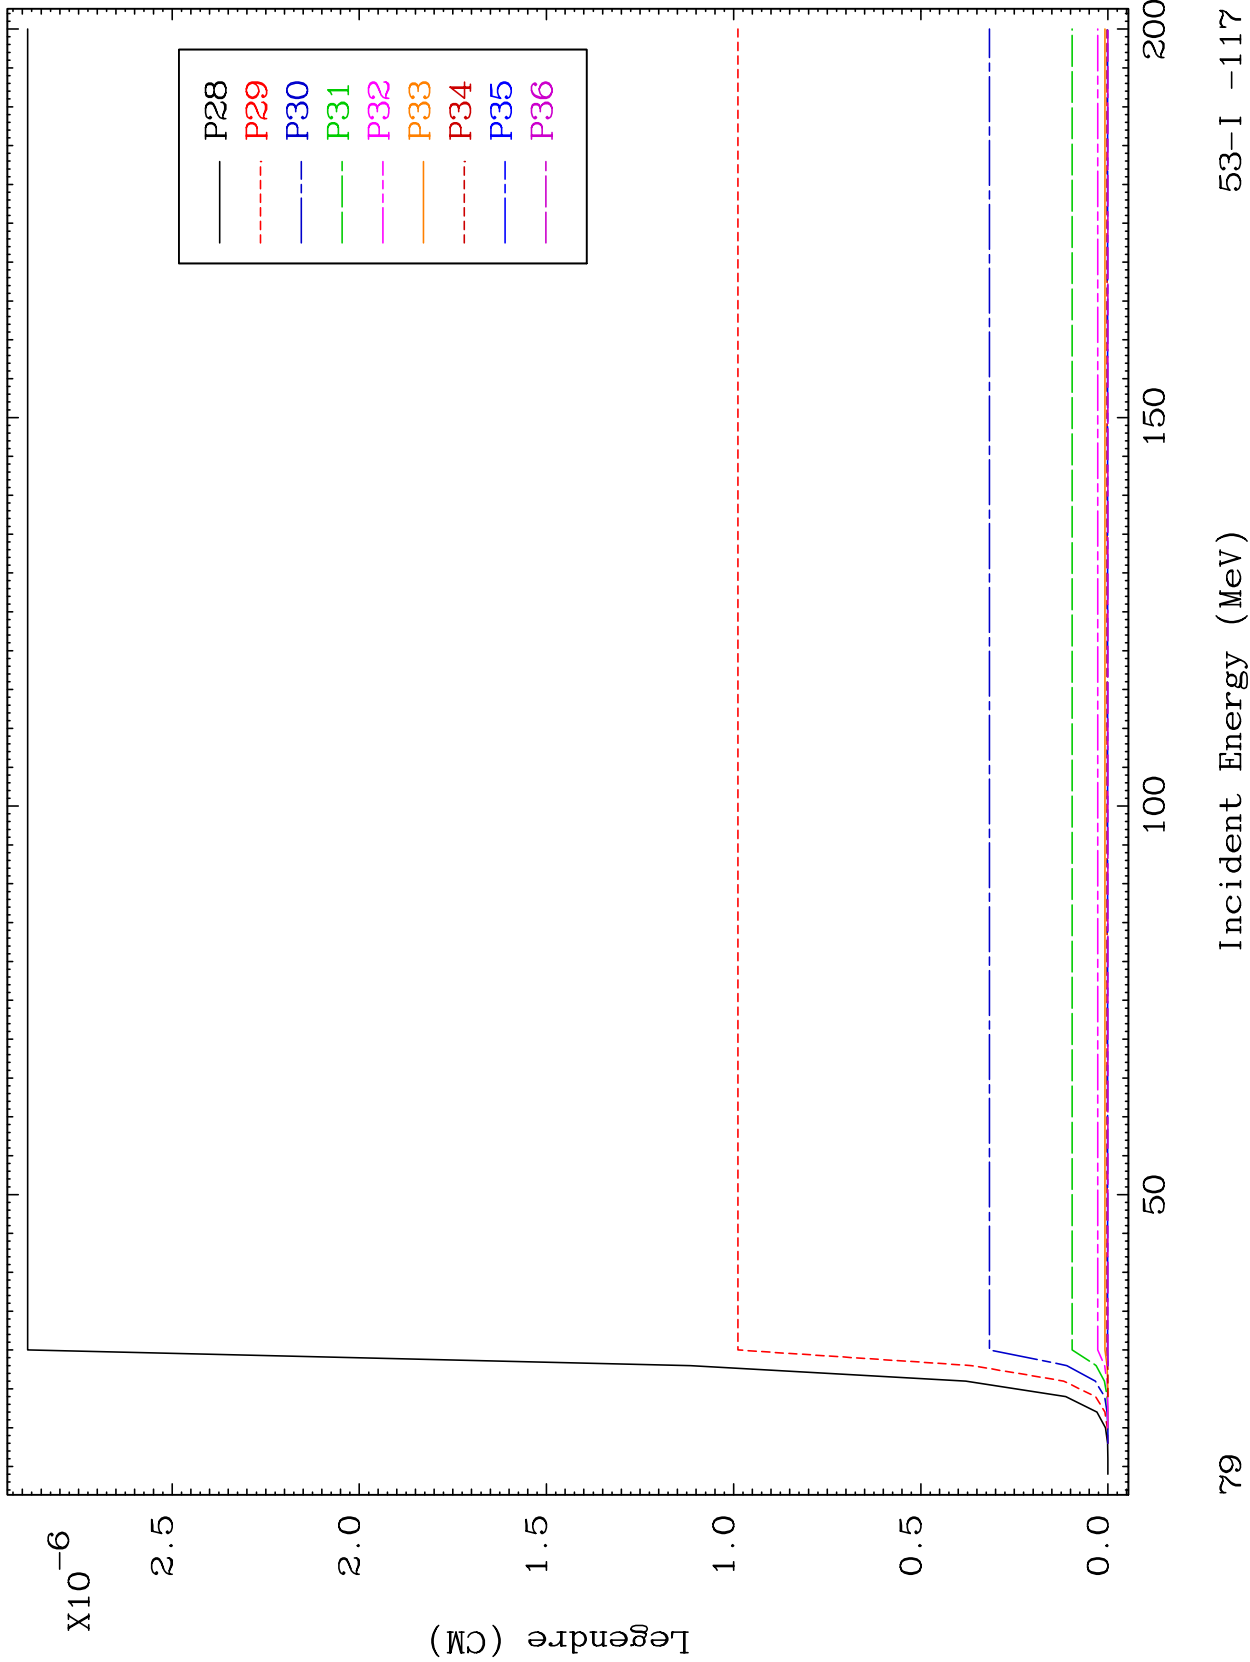 X10-6
2.5
2.0
1.5
1.0
0.5
0.0
Legendre (CM)
P28
P29
P30
P31
P32
P33
P34
P35
P36
50
100
150
200
Incident Energy (MeV)
79
53-I -117